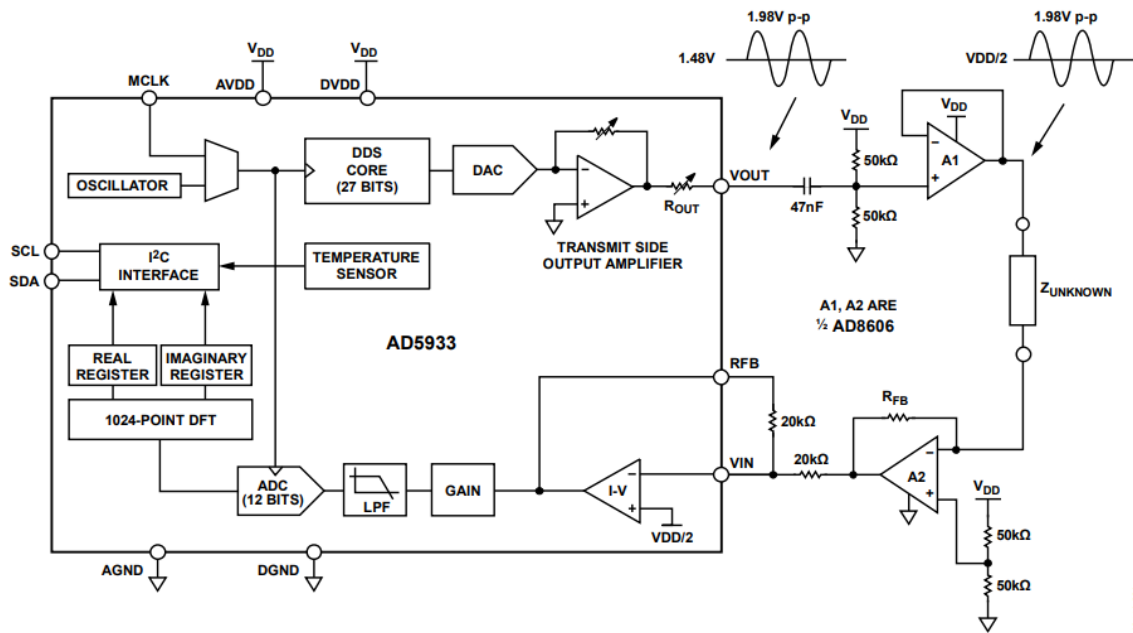 1.98V p-p
1.98V p-p
1.48V
VDD/2
VDD
VDD
MCLK
AVDD
DVDD
VDD
VDD
OSCILLATOR
DDS
CORE
(27 BITS)
DAC
ROUT
VOUT
47nF
50kΩ
50kΩ
A1
TRANSMIT SIDE
OUTPUT AMPLIFIER
SCL
SDA
I2C
INTERFACE
TEMPERATURE
SENSOR
A1, A2 ARE
½ AD8606
ZUNKNOWN
AD5933
REAL
REGISTER
IMAGINARY
REGISTER
1024-POINT DFT
RFB
20kΩ
RFB
VIN
20kΩ
A2
ADC
(12 BITS)
LPF
GAIN
I-V
VDD/2
VDD
50kΩ
50kΩ
AGND
DGND